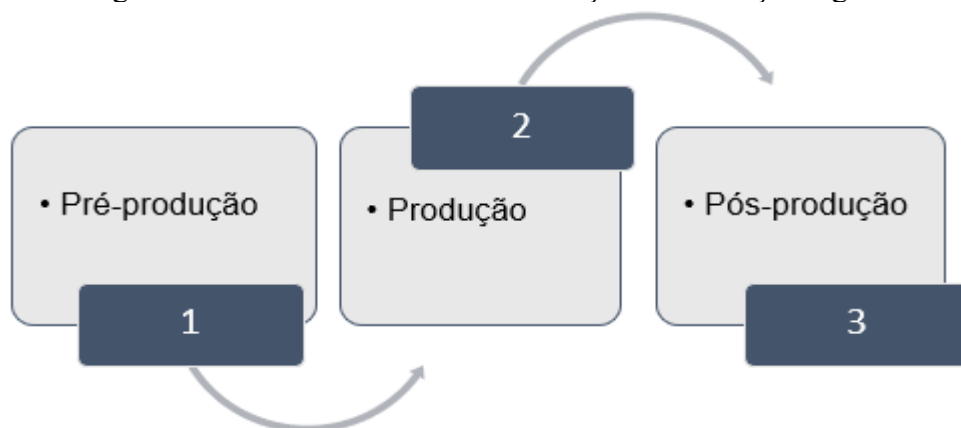 • Pré-produção
1
2
• Produção
• Pós-produção
3